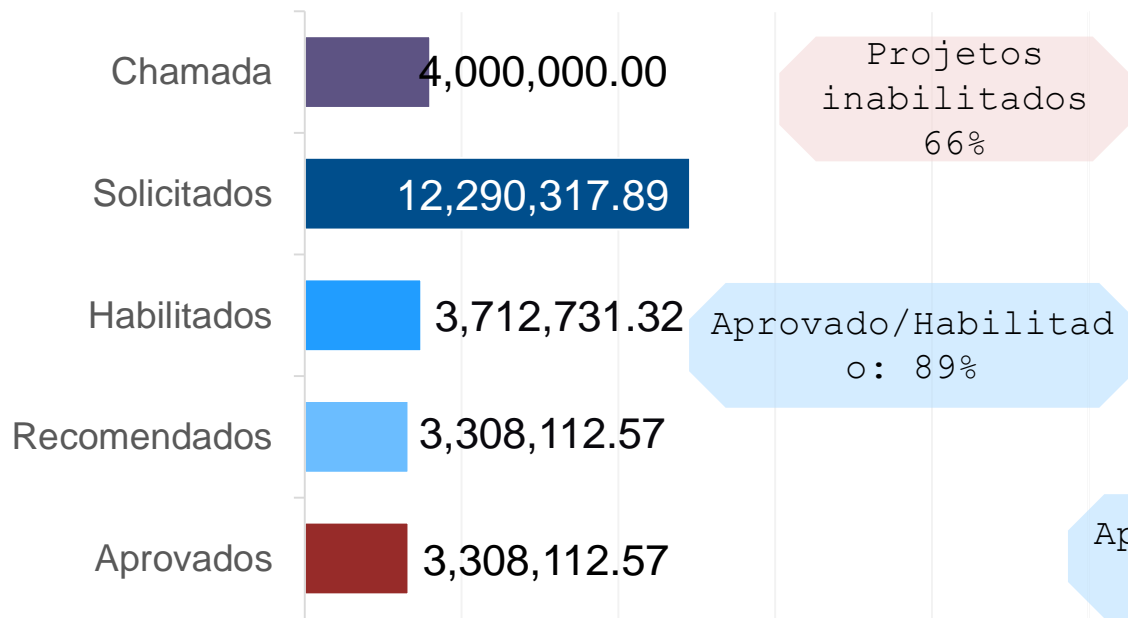 Chamada
4,000,000.00
Projetos
inabilitados
66%
Solicitados
12,290,317.89
Habilitados
3,712,731.32
Aprovado/Habilitad
o: 89%
Recomendados
3,308,112.57
Aprovados
3,308,112.57